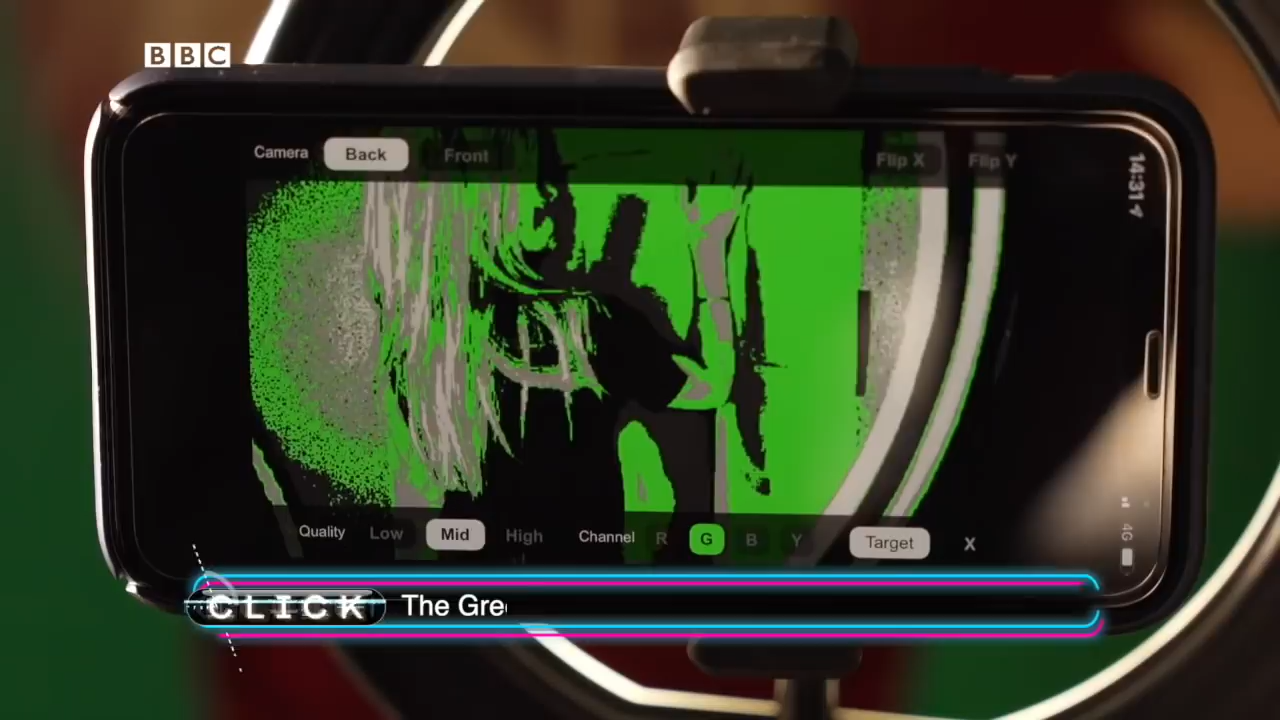 BBC
Camera Back Front Flip X Flip Y
14:31
4G
Quality Low Mid High Channel R G B Y Target X
CLICK The Gre